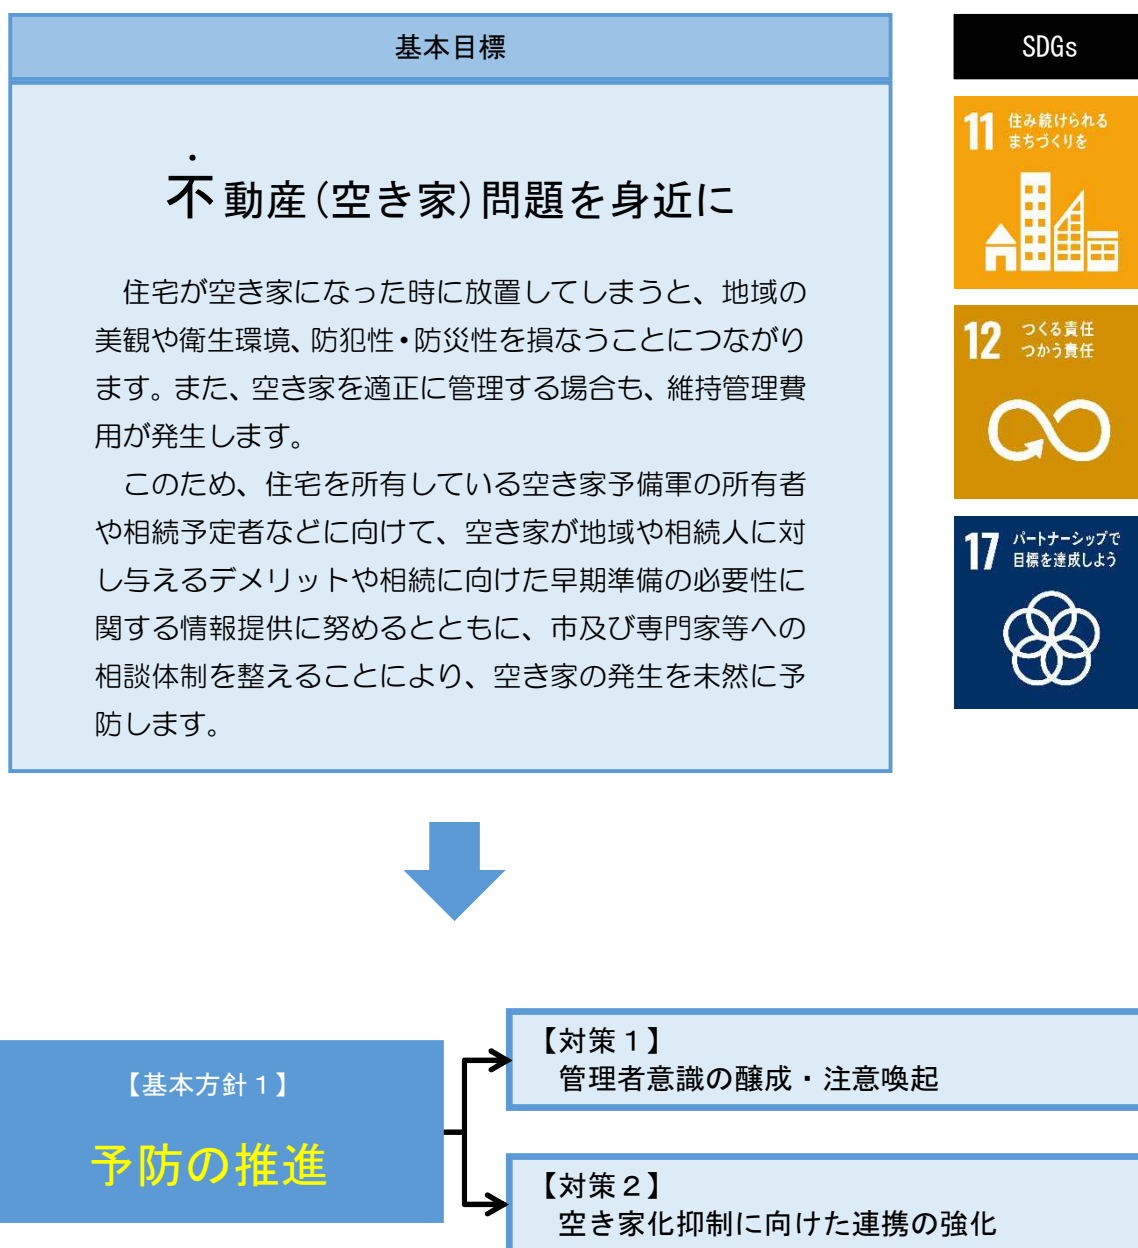 基本目標
不動産(空き家)問題を身近に
住宅が空き家になった時に放置してしまうと、地域の
美観や衛生環境、防犯性・防災性を損なうことにつながり
ます。また、空き家を適正に管理する場合も、維持管理費
用が発生します。
このため、住宅を所有している空き家予備軍の所有者
や相続予定者などに向けて、空き家が地域や相続人に対
し与えるデメリットや相続に向けた早期準備の必要性に
関する情報提供に努めるとともに、市及び専門家等への
相談体制を整えることにより、空き家の発生を未然に予
防します。
SDGs
11 住み続けられる
まちづくりを
12 つくる責任
つかう責任
17 パートナーシップで
目標を達成しよう
【基本方針1】
予防の推進
【対策1】
管理者意識の醸成・注意喚起
【対策2】
空き家化抑制に向けた連携の強化